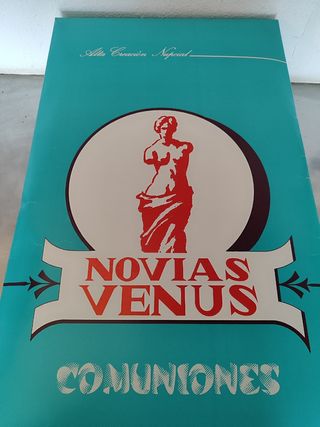 Alta Creación Nupcial
NOVIAS
VENUS
COMUNIONES